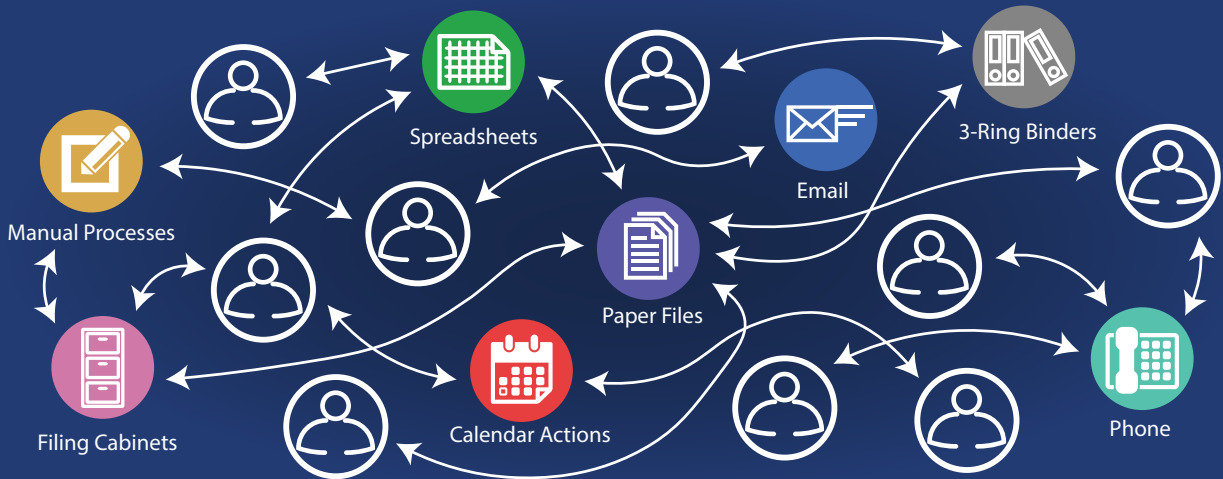 Spreadsheets
3-Ring Binders
Email
Manual Processes
Paper Files
Calendar Actions
Phone
Filing Cabinets